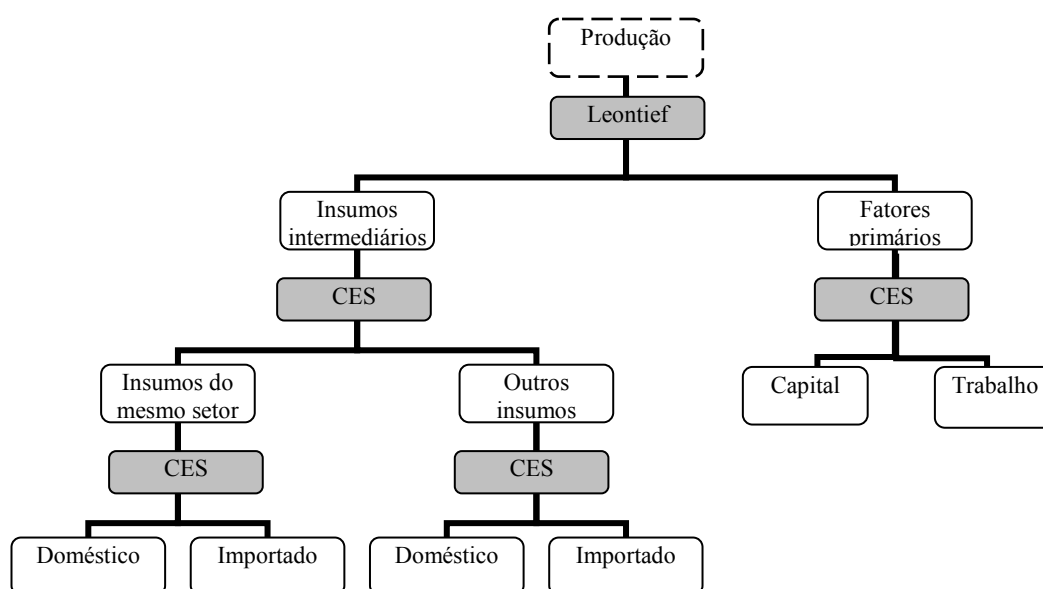 Produção
Leontief
Insumos
intermediários
Fatores
primários
CES
CES
Insumos do
mesmo setor
Outros
insumos
Capital
Trabalho
CES
CES
Doméstico
Importado
Doméstico
Importado